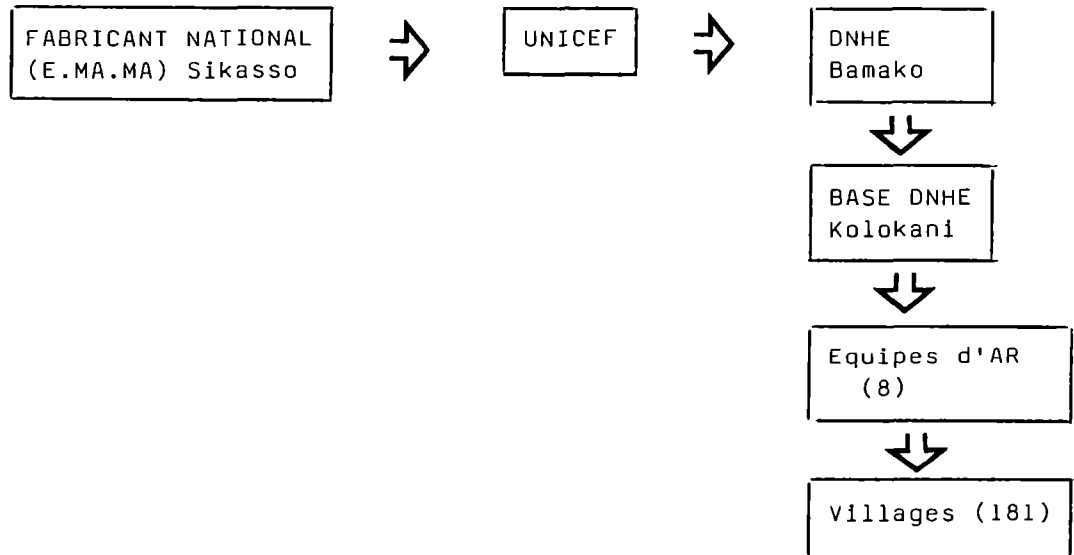 FABRICANT NATIONAL
(E.MA.MA) Sikasso
UNICEF
DNHE
Bamako
BASE DNHE
Kolokani
Equipes d'AR
(8)
Villages (181)